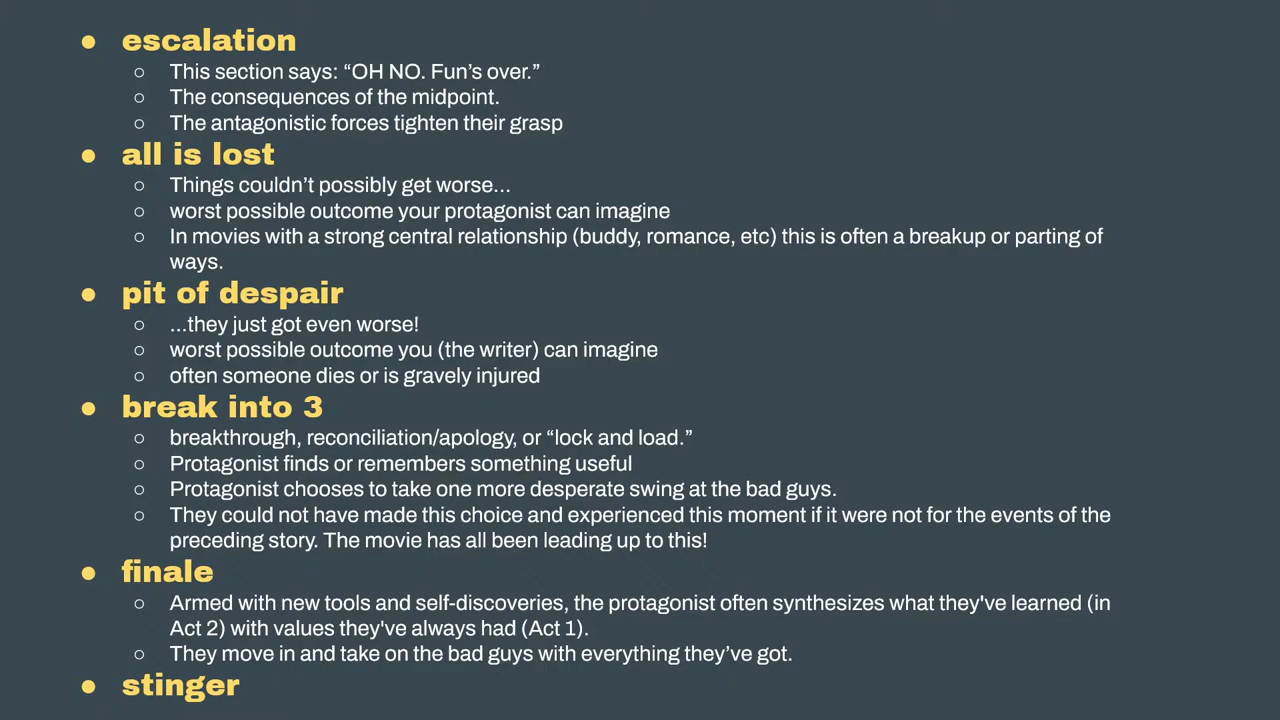 ● escalation
○ This section says: “OH NO. Fun’s over.”
○ The consequences of the midpoint.
○ The antagonistic forces tighten their grasp
● all is lost
○ Things couldn’t possibly get worse...
○ worst possible outcome your protagonist can imagine
○ In movies with a strong central relationship (buddy, romance, etc) this is often a breakup or parting of
ways.
● pit of despair
○ ...they just got even worse!
○ worst possible outcome you (the writer) can imagine
○ often someone dies or is gravely injured
● break into 3
○ breakthrough, reconciliation/apology, or “lock and load.”
○ Protagonist finds or remembers something useful
○ Protagonist chooses to take one more desperate swing at the bad guys.
○ They could not have made this choice and experienced this moment if it were not for the events of the
preceding story. The movie has all been leading up to this!
● finale
○ Armed with new tools and self-discoveries, the protagonist often synthesizes what they've learned (in
Act 2) with values they've always had (Act 1).
○ They move in and take on the bad guys with everything they’ve got.
● stinger